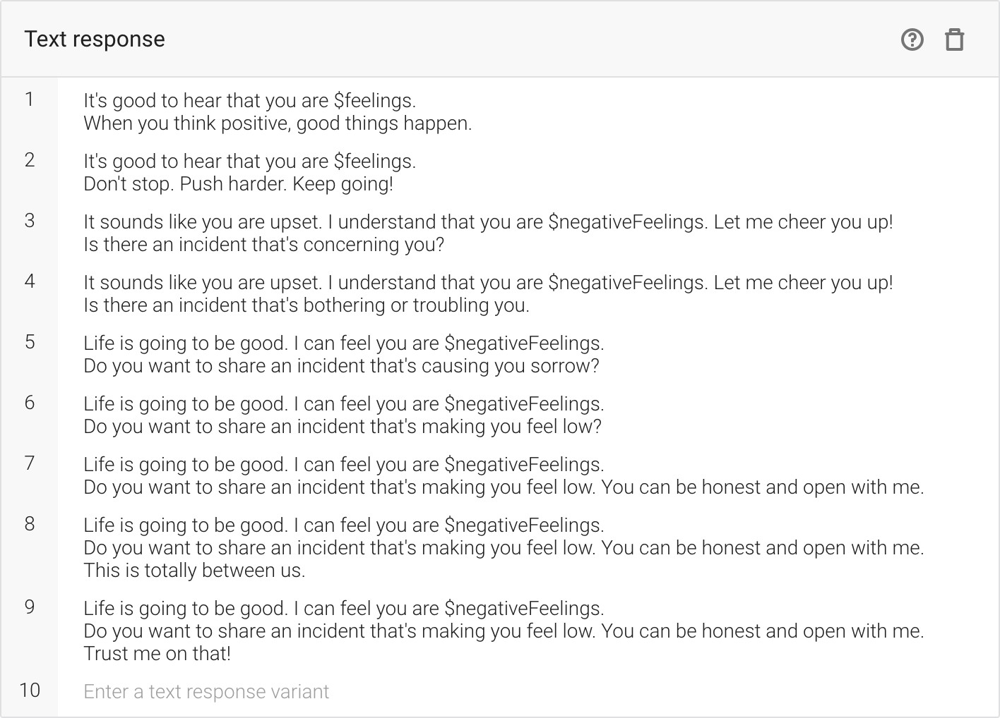 Text response
1
It's good to hear that you are $feelings.
When you think positive, good things happen.
2
It's good to hear that you are $feelings.
Don't stop. Push harder. Keep going!
3
It sounds like you are upset. I understand that you are $negativeFeelings. Let me cheer you up!
Is there an incident that's concerning you?
4
It sounds like you are upset. I understand that you are $negativeFeelings. Let me cheer you up!
Is there an incident that's bothering or troubling you.
5
Life is going to be good. I can feel you are $negativeFeelings.
Do you want to share an incident that's causing you sorrow?
6
Life is going to be good. I can feel you are $negativeFeelings.
Do you want to share an incident that's making you feel low?
7
Life is going to be good. I can feel you are $negativeFeelings.
Do you want to share an incident that's making you feel low. You can be honest and open with me.
8
Life is going to be good. I can feel you are $negativeFeelings.
Do you want to share an incident that's making you feel low. You can be honest and open with me.
This is totally between us.
9
Life is going to be good. I can feel you are $negativeFeelings.
Do you want to share an incident that's making you feel low. You can be honest and open with me.
Trust me on that!
10
Enter a text response variant